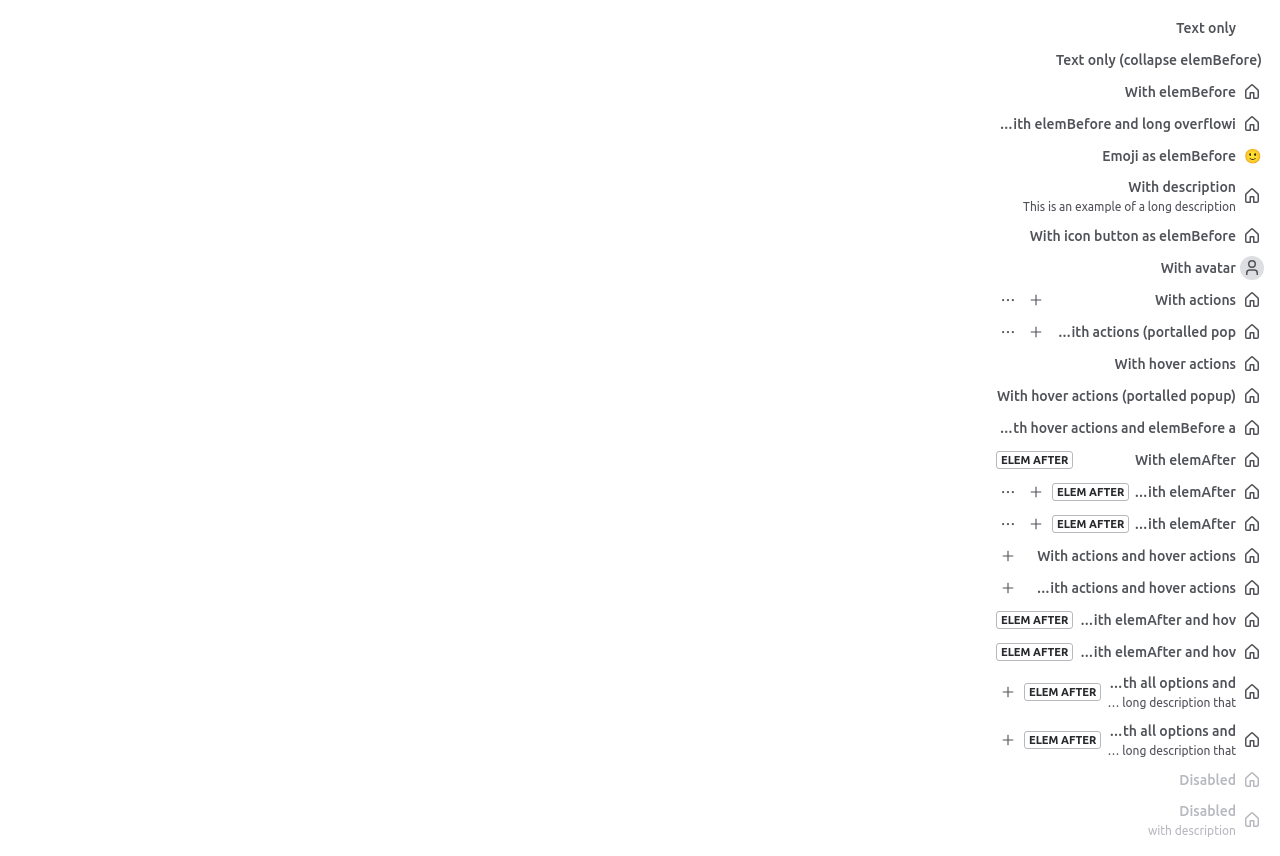 Text only
Text only (collapse elemBefore)
With elemBefore
...ith elemBefore and long overflowi
Emoji as elemBefore 🙂
With description
This is an example of a long description
With icon button as elemBefore
With avatar
With actions
...ith actions (portalled pop
With hover actions
With hover actions (portalled popup)
...th hover actions and elemBefore a
ELEM AFTER With elemAfter
ELEM AFTER ...ith elemAfter
ELEM AFTER ...ith elemAfter
With actions and hover actions
...ith actions and hover actions
ELEM AFTER ...ith elemAfter and hov
ELEM AFTER ...ith elemAfter and hov
ELEM AFTER ...th all options and
... long description that
ELEM AFTER ...th all options and
... long description that
Disabled
Disabled
with description